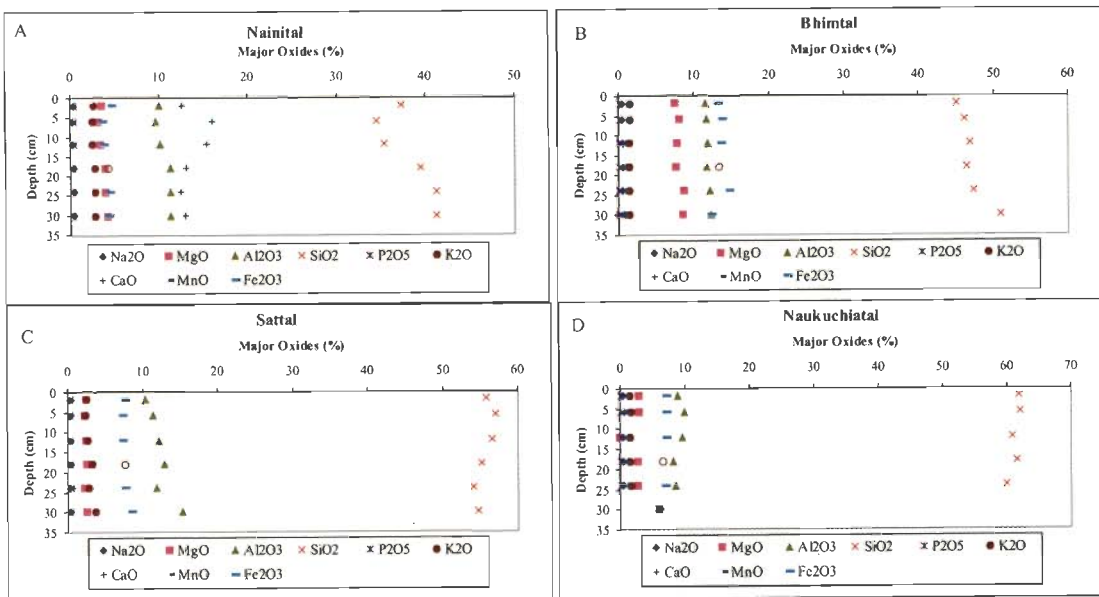 A
Nainital
Major Oxides (%)
0 10 20 30 40 50
0
5
10
15
20
25
30
35
Depth (cm)
Na2O MgO Al2O3 SiO2 P2O5 K2O
CaO MnO Fe2O3
B
Bhimtal
Major Oxides (%)
0 10 20 30 40 50 60
0
5
10
15
20
25
30
35
Depth (cm)
Na2O MgO Al2O3 SiO2 P2O5 K2O
CaO MnO Fe2O3
C
Sattal
Major Oxides (%)
0 10 20 30 40 50 60
0
5
10
15
20
25
30
35
Depth (cm)
Na2O MgO Al2O3 SiO2 P2O5 K2O
CaO MnO Fe2O3
D
Naukuchiatal
Major Oxides (%)
0 10 20 30 40 50 60 70
0
5
10
15
20
25
30
35
Depth (cm)
Na2O MgO Al2O3 SiO2 P2O5 K2O
CaO MnO Fe2O3